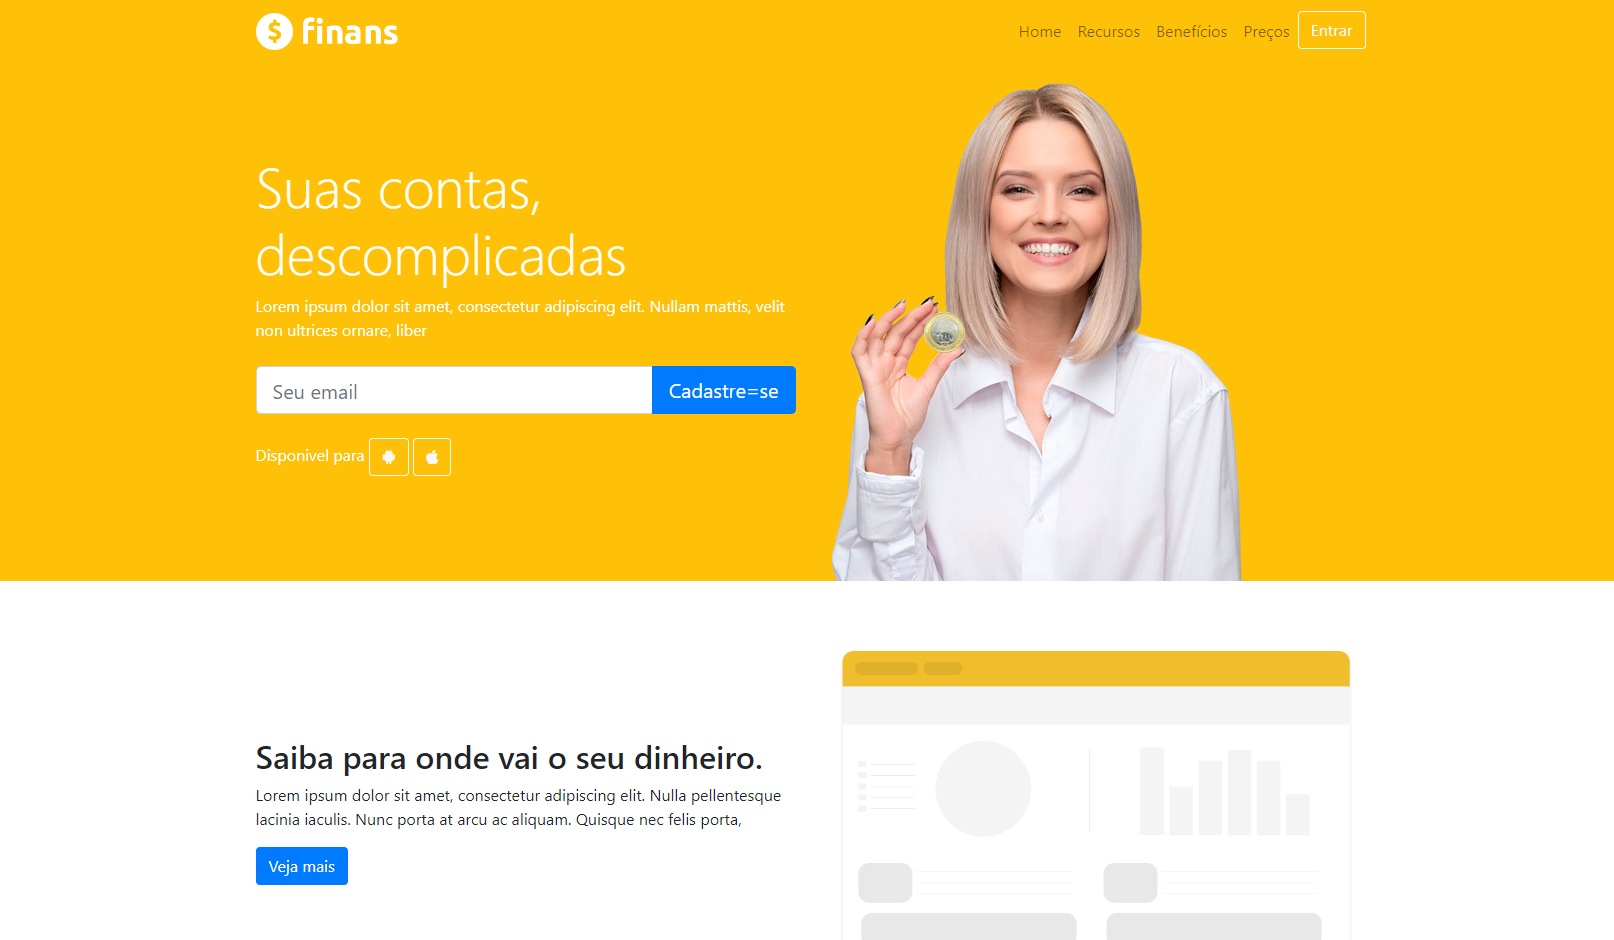 $ finans
Home Recursos Benefícios Preços Entrar
Suas contas,
descomplicadas
Lorem ipsum dolor sit amet, consectetur adipiscing elit. Nullam mattis, velit
non ultrices ornare, liber
Seu email Cadastre=se
Disponivel para
Saiba para onde vai o seu dinheiro.
Lorem ipsum dolor sit amet, consectetur adipiscing elit. Nulla pellentesque
lacinia iaculis. Nunc porta at arcu ac aliquam. Quisque nec felis porta,
Veja mais